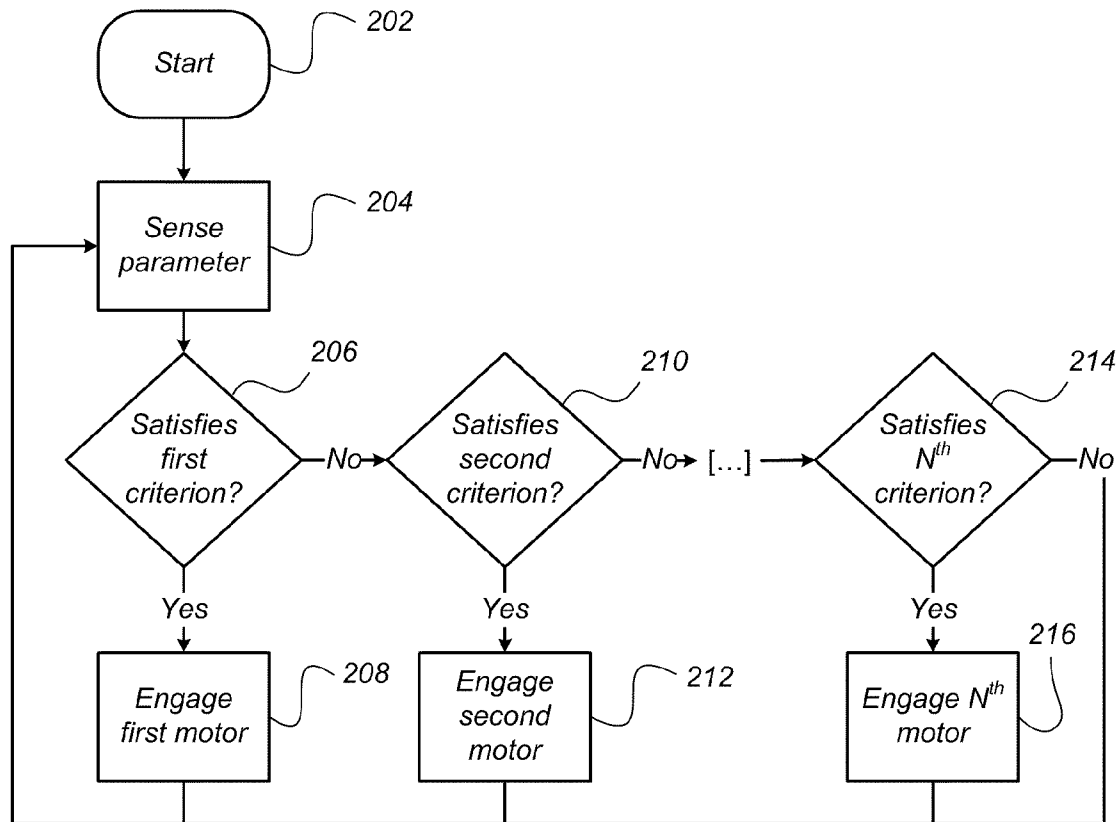 Start
202
Sense
parameter
204
206
Satisfies
first
criterion?
No
210
Satisfies
second
criterion?
No
[...]
214
Satisfies
Nth
criterion?
No
Yes
Yes
Yes
Engage
first motor
208
Engage
second
motor
212
Engage Nth
motor
216